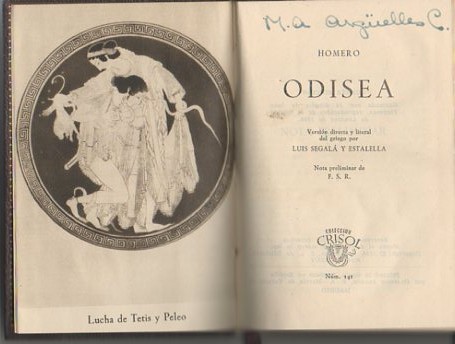 Lucha de Tetis y Peleo
M. A. Argüelles C.
HOMERO
ODISEA
Versión directa y literal
del griego por
LUIS SEGALÁ Y ESTALELLA
Nota preliminar de
F. S. R.
COLECCION
CRISOL
Núm. 141